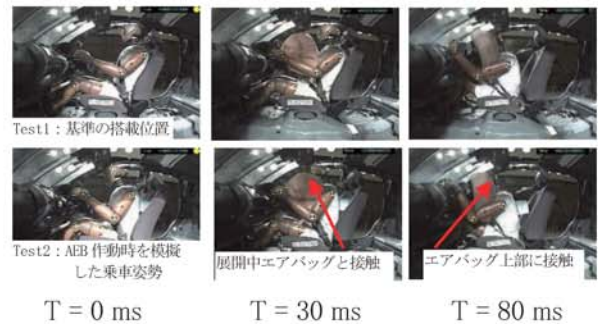 Test1：基準の搭載位置
Test2：AEB 作動時を模擬
した乗車姿勢
展開中エアバッグと接触
エアバッグ上部に接触
T = 0 ms
T = 30 ms
T = 80 ms